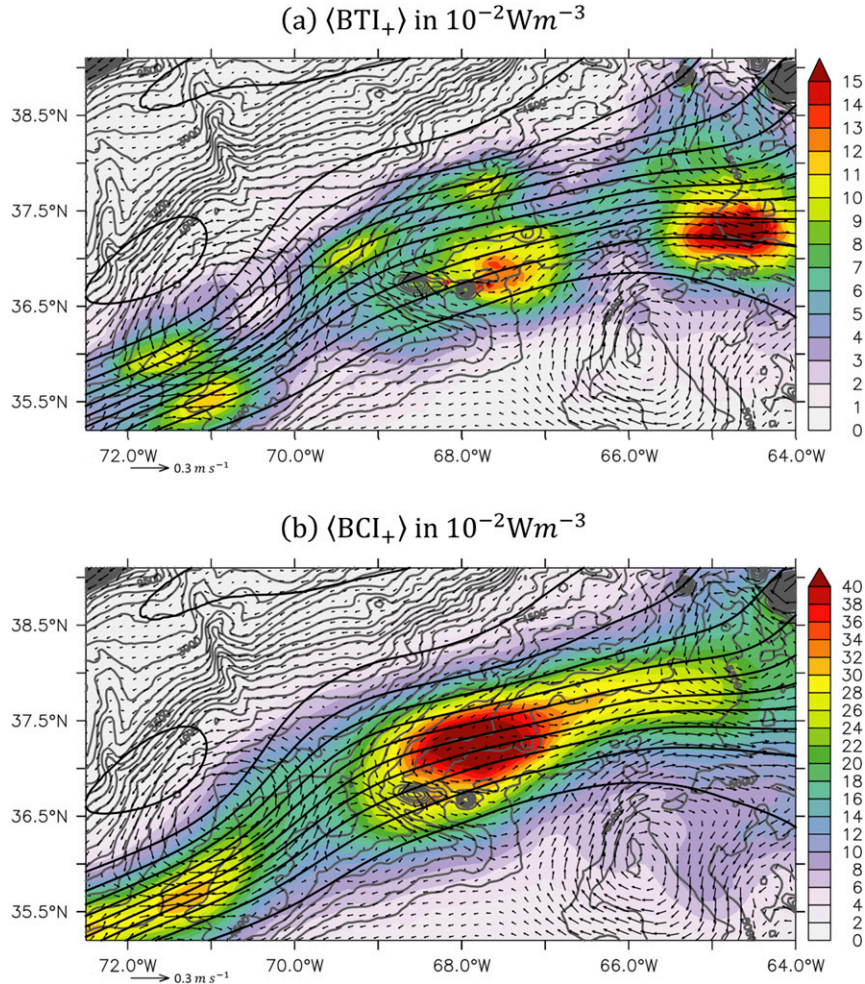 (a) ⟨BTI₊⟩ in 10⁻²Wm⁻³
38.5°N
37.5°N
36.5°N
35.5°N
72.0°W 70.0°W 68.0°W 66.0°W 64.0°W
0.3 m s⁻¹
15
14
13
12
11
10
9
8
7
6
5
4
3
2
1
0
(b) ⟨BCI₊⟩ in 10⁻²Wm⁻³
38.5°N
37.5°N
36.5°N
35.5°N
72.0°W 70.0°W 68.0°W 66.0°W 64.0°W
0.3 m s⁻¹
40
38
36
34
32
30
28
26
24
22
20
18
16
14
12
10
8
6
4
2
0